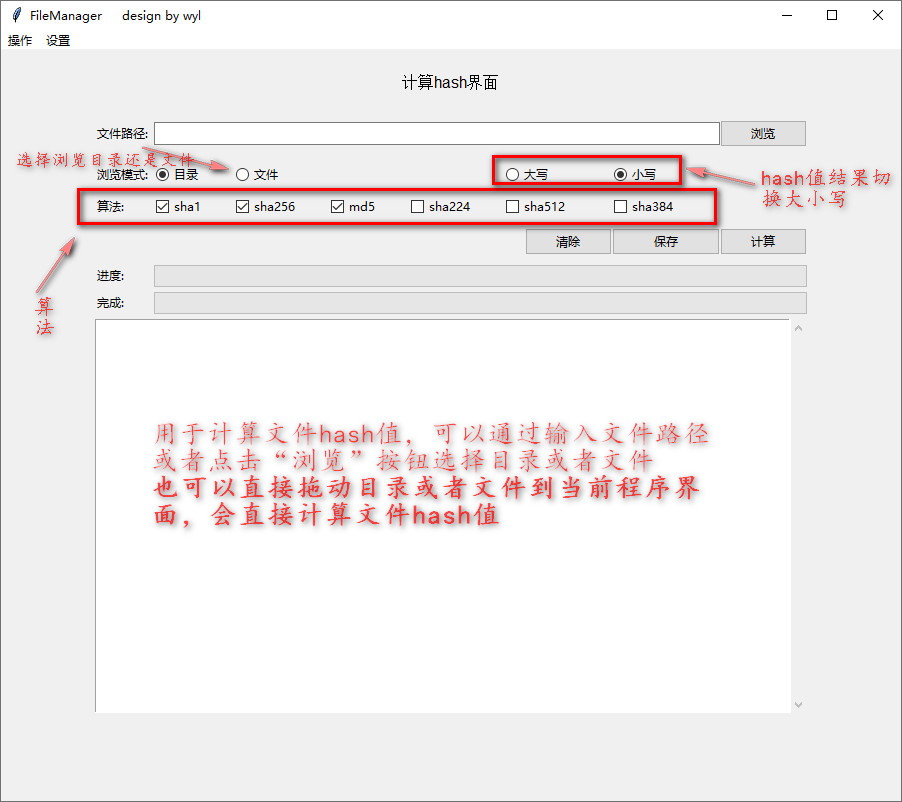 FileManager design by wyl
操作 设置
计算hash界面
文件路径: 浏览
选择浏览目录还是文件
浏览模式: 目录 文件 大写 小写
hash值结果切
换大小写
算法: sha1 sha256 md5 sha224 sha512 sha384
清除 保存 计算
进度:
算
法
完成:
用于计算文件hash值，可以通过输入文件路径
或者点击“浏览”按钮选择目录或者文件
也可以直接拖动目录或者文件到当前程序界
面，会直接计算文件hash值